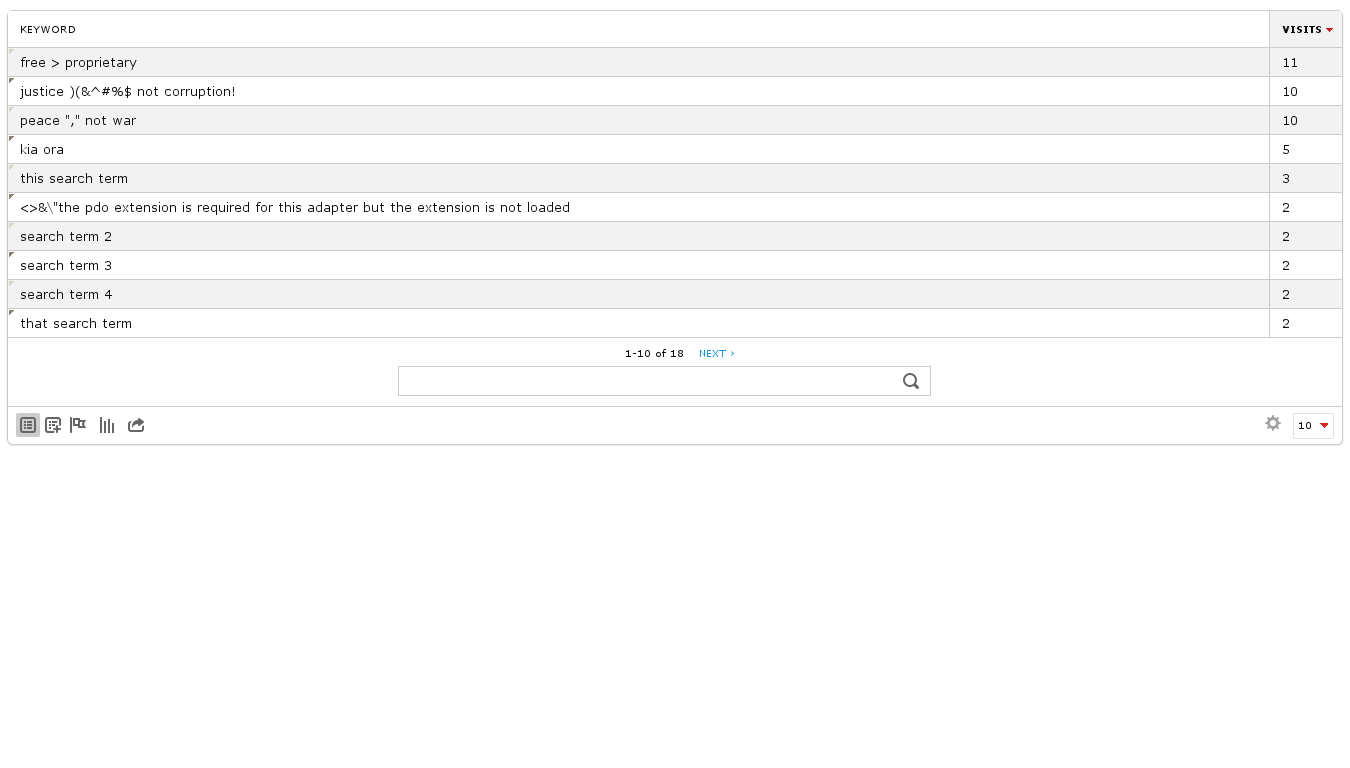 KEYWORD VISITS
free > proprietary 11
justice )(&^#%$ not corruption! 10
peace "," not war 10
kia ora 5
this search term 3
<>&\"the pdo extension is required for this adapter but the extension is not loaded 2
search term 2 2
search term 3 2
search term 4 2
that search term 2
1-10 of 18 NEXT ›
10